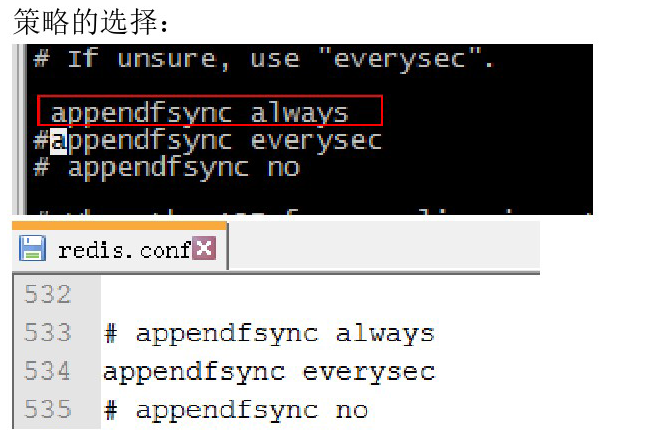 策略的选择：
# If unsure, use "everysec".
appendfsync always
#appendfsync everysec
# appendfsync no
redis.conf
532
533 # appendfsync always
534 appendfsync everysec
535 # appendfsync no